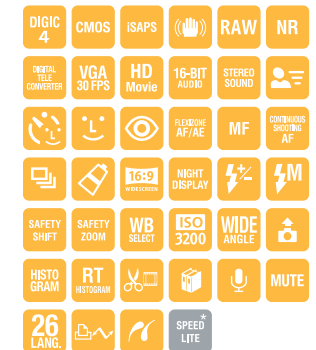 DIGIC 4
CMOS
iSAPS
RAW
NR
DIGITAL TELE CONVERTER
VGA 30 FPS
HD Movie
16-BIT AUDIO
STEREO SOUND
FLEXIZONE AF/AE
MF
CONTINUOUS SHOOTING AF
16:9 WIDESCREEN
NIGHT DISPLAY
M
SAFETY SHIFT
SAFETY ZOOM
WB SELECT
ISO 3200
WIDE ANGLE
HISTO GRAM
RT HISTOGRAM
MUTE
26 LANG.
SPEED LITE*